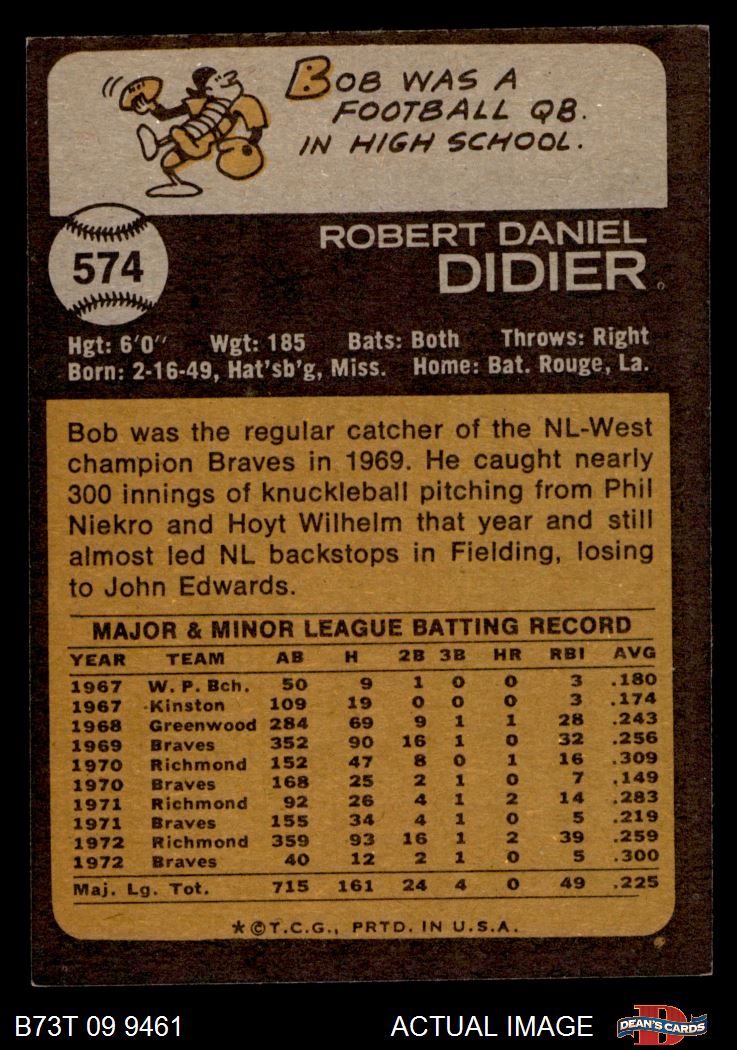 BOB WAS A
FOOTBALL QB.
IN HIGH SCHOOL.
574
ROBERT DANIEL
DIDIER
Hgt: 6'0" Wgt: 185 Bats: Both Throws: Right
Born: 2-16-49, Hat'sb'g, Miss. Home: Bat. Rouge, La.
Bob was the regular catcher of the NL-West
champion Braves in 1969. He caught nearly
300 innings of knuckleball pitching from Phil
Niekro and Hoyt Wilhelm that year and still
almost led NL backstops in Fielding, losing
to John Edwards.
MAJOR & MINOR LEAGUE BATTING RECORD
YEAR TEAM AB H 2B 3B HR RBI AVG
1967 W. P. Bch. 50 9 1 0 0 3 .180
1967 Kinston 109 19 0 0 0 3 .174
1968 Greenwood 284 69 9 1 1 28 .243
1969 Braves 352 90 16 1 0 32 .256
1970 Richmond 152 47 8 0 1 16 .309
1970 Braves 168 25 2 1 0 7 .149
1971 Richmond 92 26 4 1 2 14 .283
1971 Braves 155 34 4 1 0 5 .219
1972 Richmond 359 93 16 1 2 39 .259
1972 Braves 40 12 2 1 0 5 .300
Maj. Lg. Tot. 715 161 24 4 0 49 .225
*©T.C.G., PRTD. IN U.S.A.
B73T 09 9461 ACTUAL IMAGE D DEAN'S CARDS